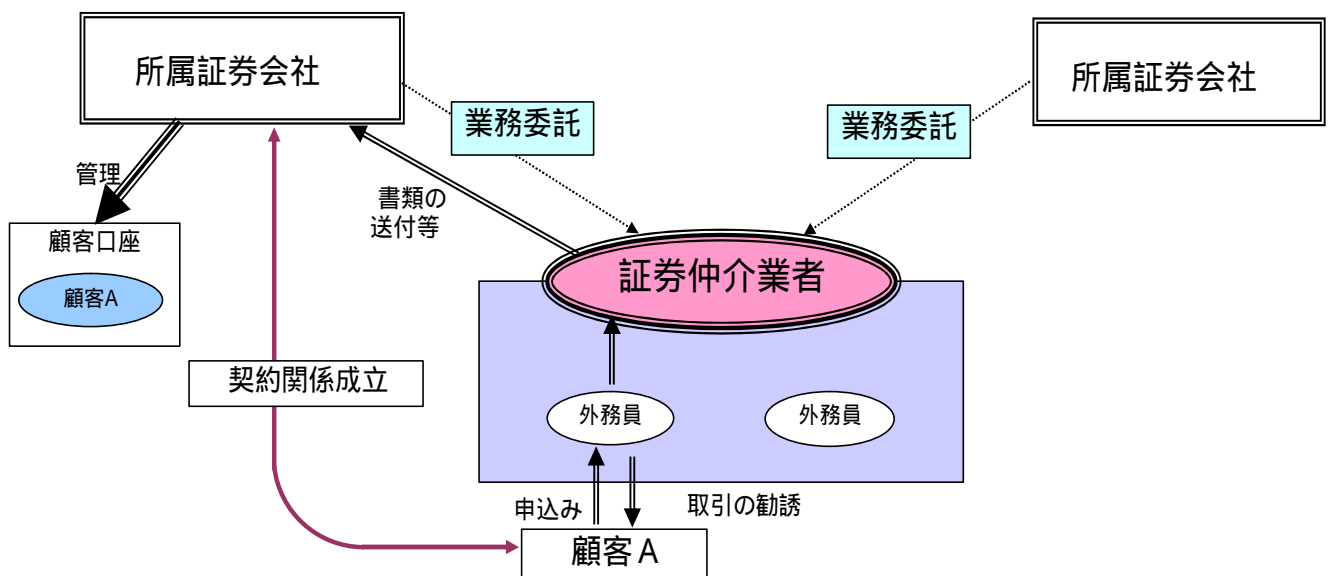 所属証券会社
所属証券会社
業務委託
業務委託
管理
書類の
送付等
顧客口座
顧客A
証券仲介業者
契約関係成立
外務員
外務員
申込み
取引の勧誘
顧客A